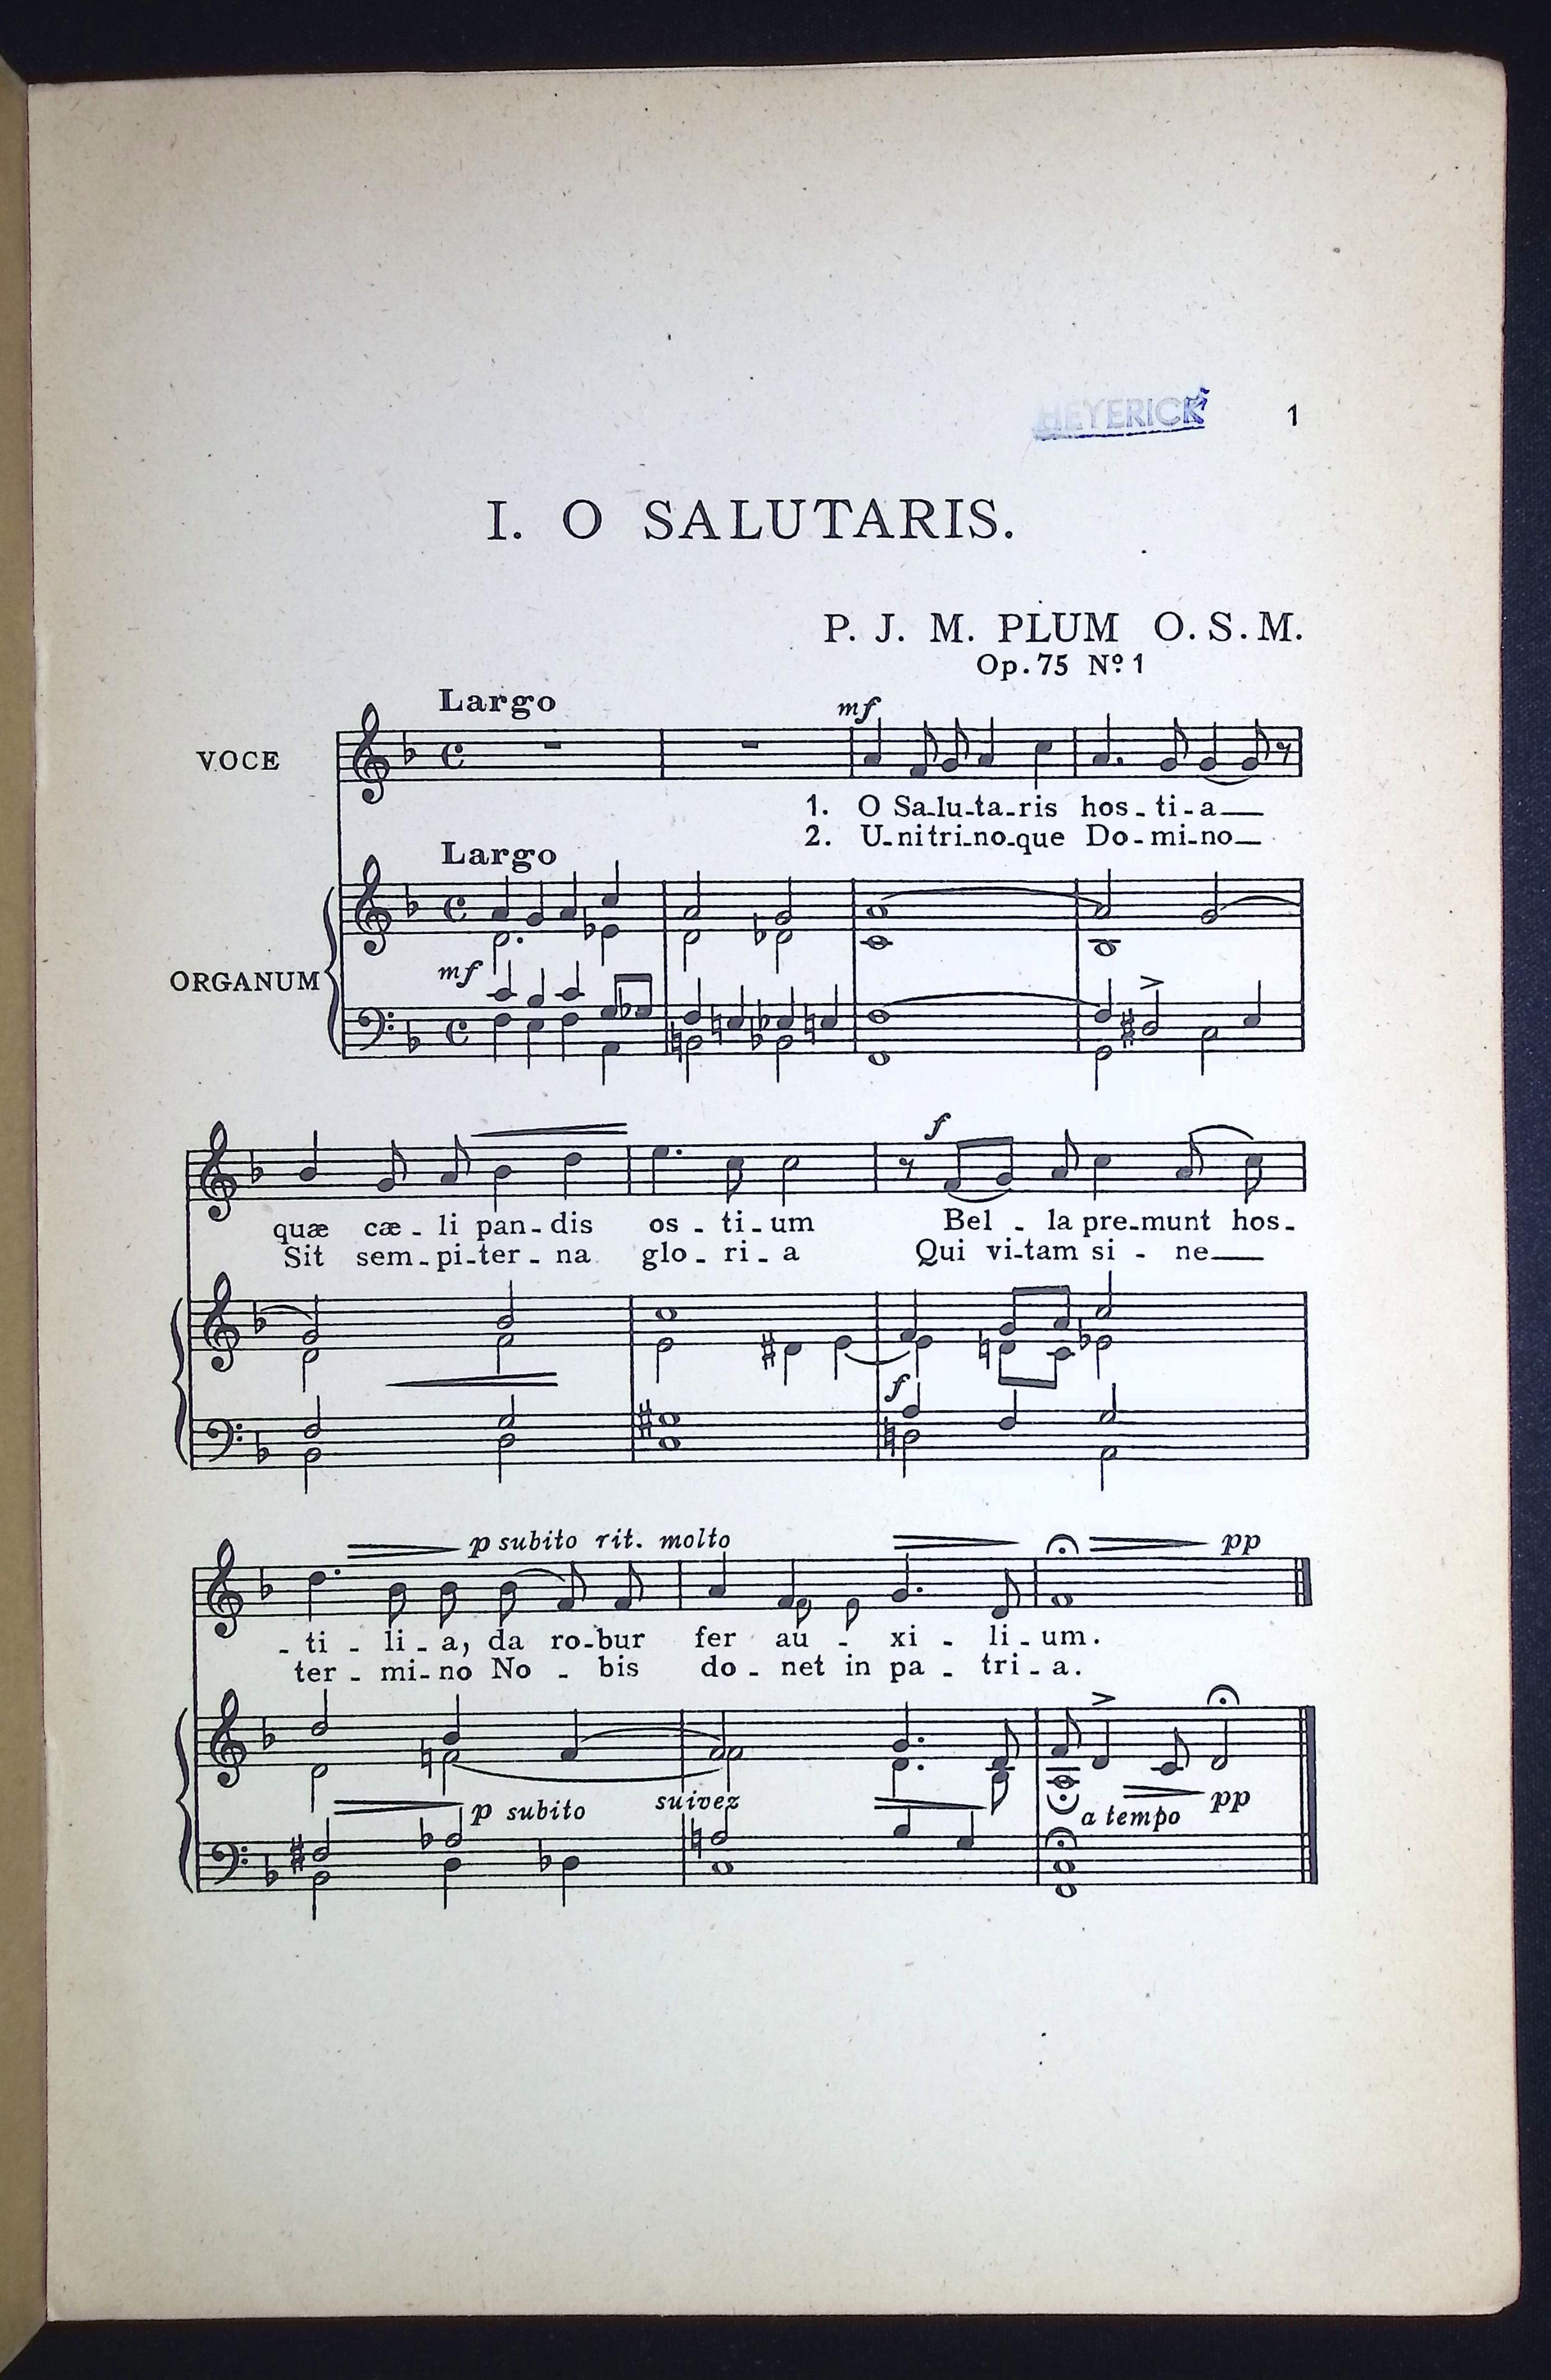 HEYERICK
1
I. O SALUTARIS.
P. J. M. PLUM O.S.M.
Op. 75 Nº 1
Largo
mf
VOCE
1. O Sa-lu-ta-ris hos-ti-a
2. U-ni tri-no-que Do-mi-no
Largo
mf
ORGANUM
f
quæ cæ-li pan-dis os-ti-um Bel-la pre-munt hos-
Sit sem-pi-ter-na glo-ri-a Qui vi-tam si-ne
f
p subito rit. molto pp
-ti-li-a, da ro-bur fer au-xi-li-um.
ter-mi-no No-bis do-net in pa-tri-a.
p subito suivez a tempo pp